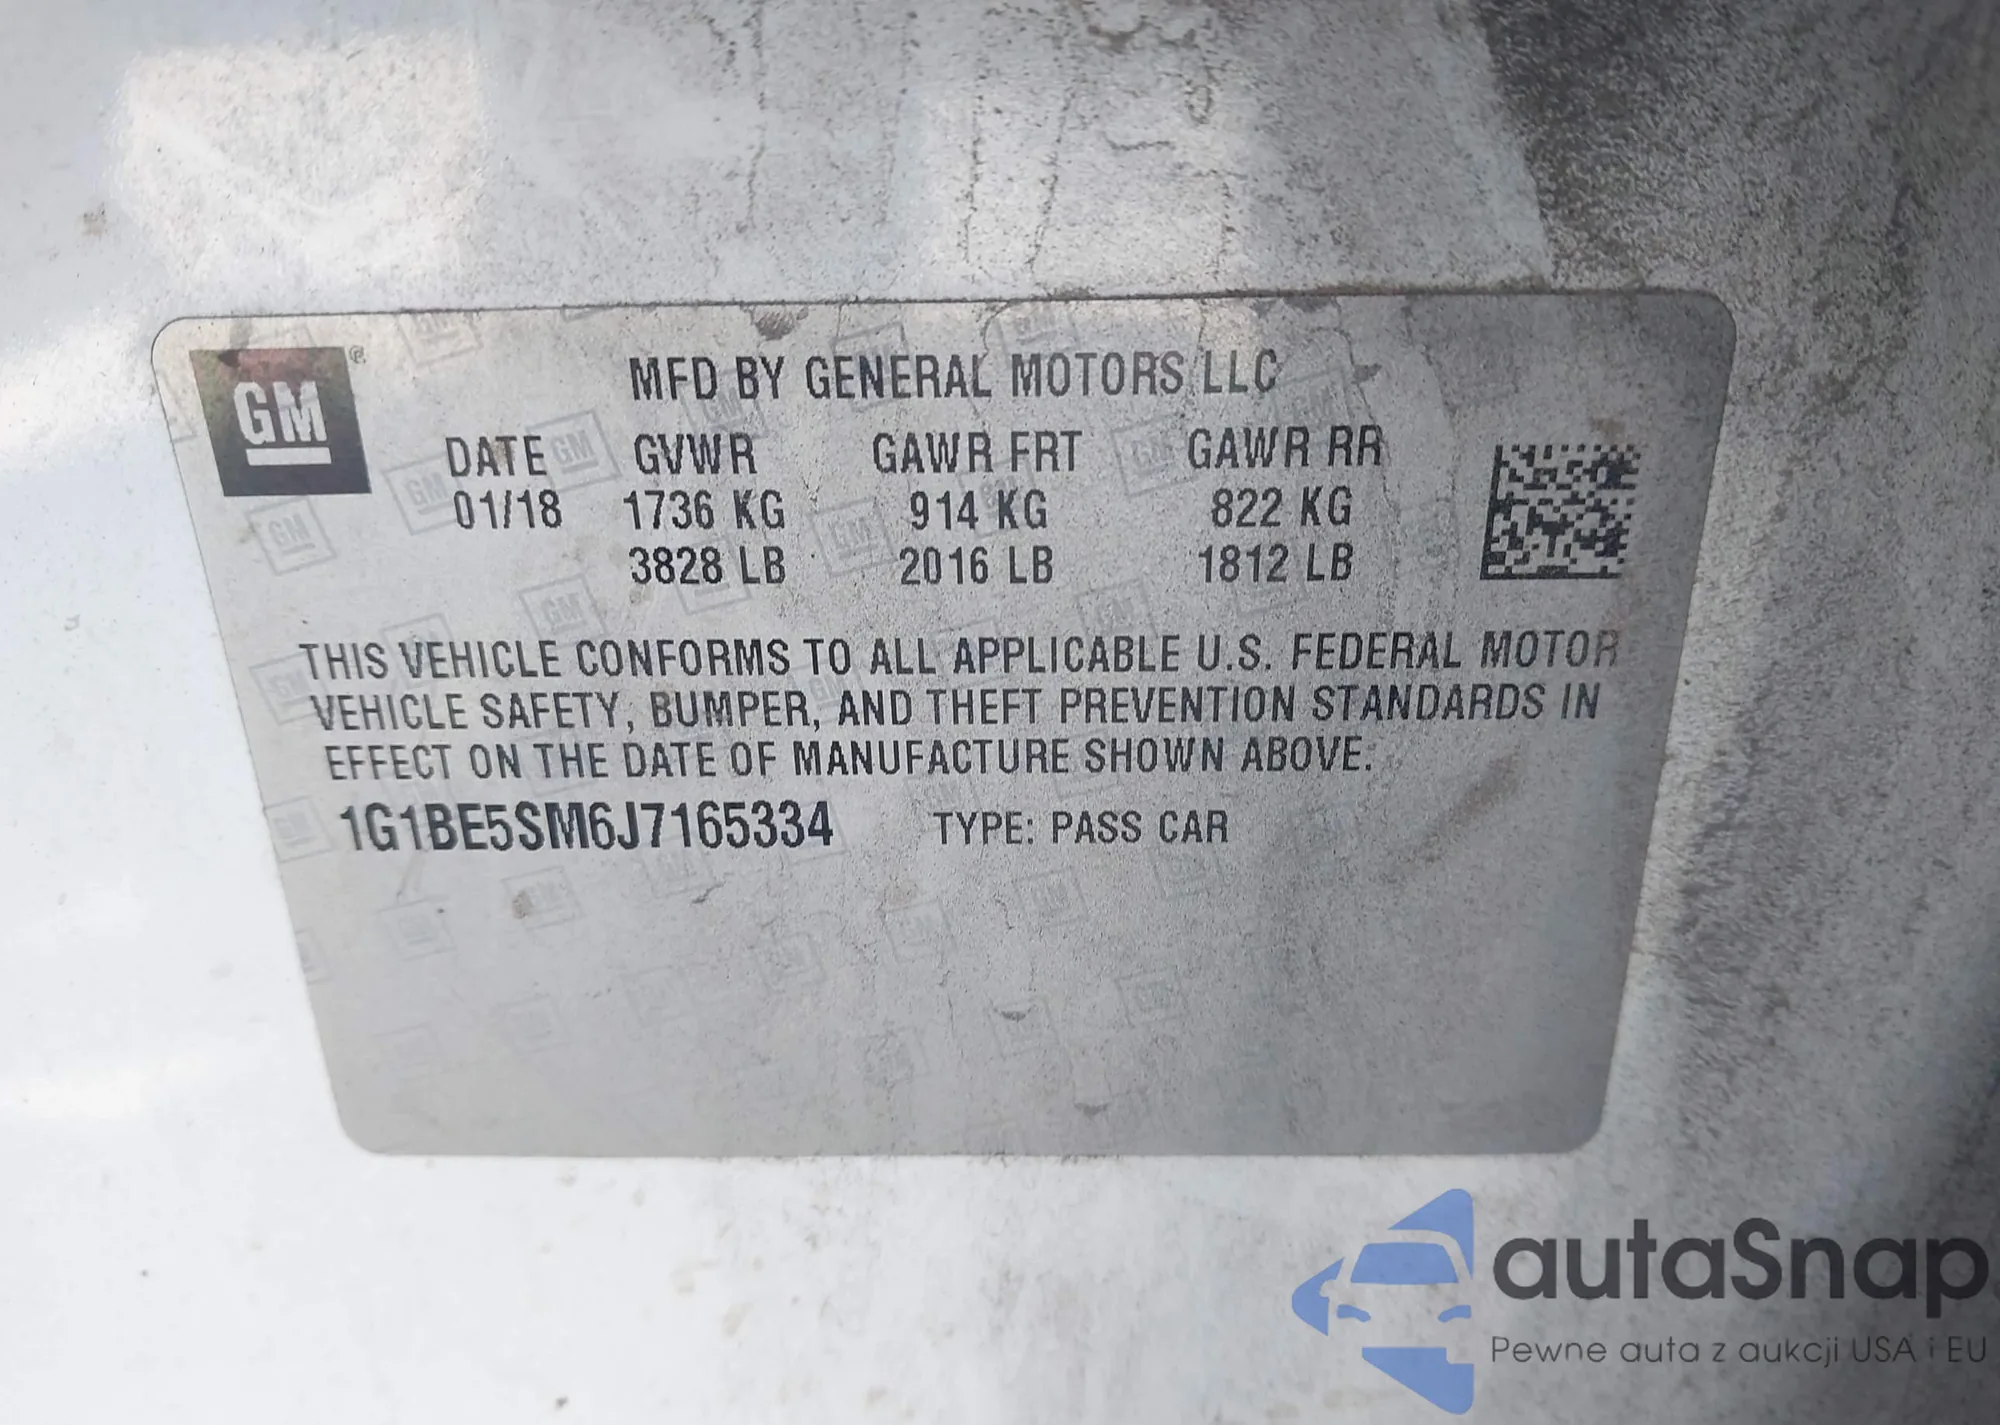 GM ®
MFD BY GENERAL MOTORS LLC
DATE GVWR GAWR FRT GAWR RR
01/18 1736 KG 914 KG 822 KG
3828 LB 2016 LB 1812 LB
THIS VEHICLE CONFORMS TO ALL APPLICABLE U.S. FEDERAL MOTOR
VEHICLE SAFETY, BUMPER, AND THEFT PREVENTION STANDARDS IN
EFFECT ON THE DATE OF MANUFACTURE SHOWN ABOVE.
1G1BE5SM6J7165334 TYPE: PASS CAR
autaSnap
Pewne auta z aukcji USA i EU